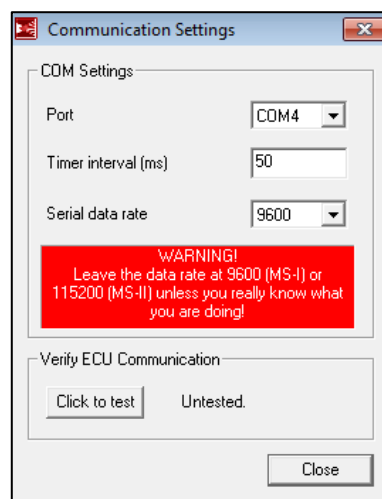 Communication Settings
COM Settings
Port
COM4
Timer interval (ms)
50
Serial data rate
9600
WARNING!
Leave the data rate at 9600 (MS-I) or
115200 (MS-II) unless you really know what
you are doing!
Verify ECU Communication
Click to test
Untested.
Close